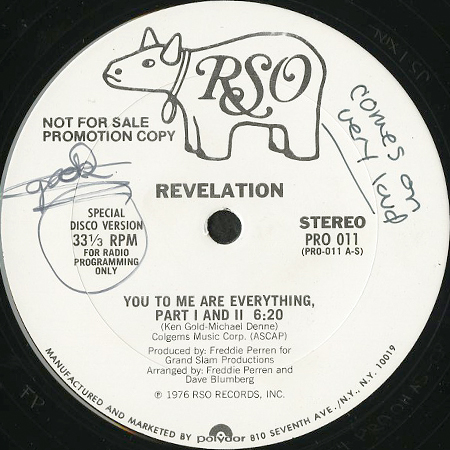 RSO
NOT FOR SALE
PROMOTION COPY
comes on
very loud
good
REVELATION
SPECIAL
DISCO VERSION
33 1/3 RPM
FOR RADIO
PROGRAMMING
ONLY
STEREO
PRO 011
(PRO-011 A-S)
YOU TO ME ARE EVERYTHING,
PART I AND II 6:20
(Ken Gold-Michael Denne)
Colgems Music Corp. (ASCAP)
Produced by: Freddie Perren for
Grand Slam Productions
Arranged by: Freddie Perren and
Dave Blumberg
℗ 1976 RSO RECORDS, INC.
MANUFACTURED AND MARKETED BY polydor 810 SEVENTH AVE./N.Y., N.Y. 10019